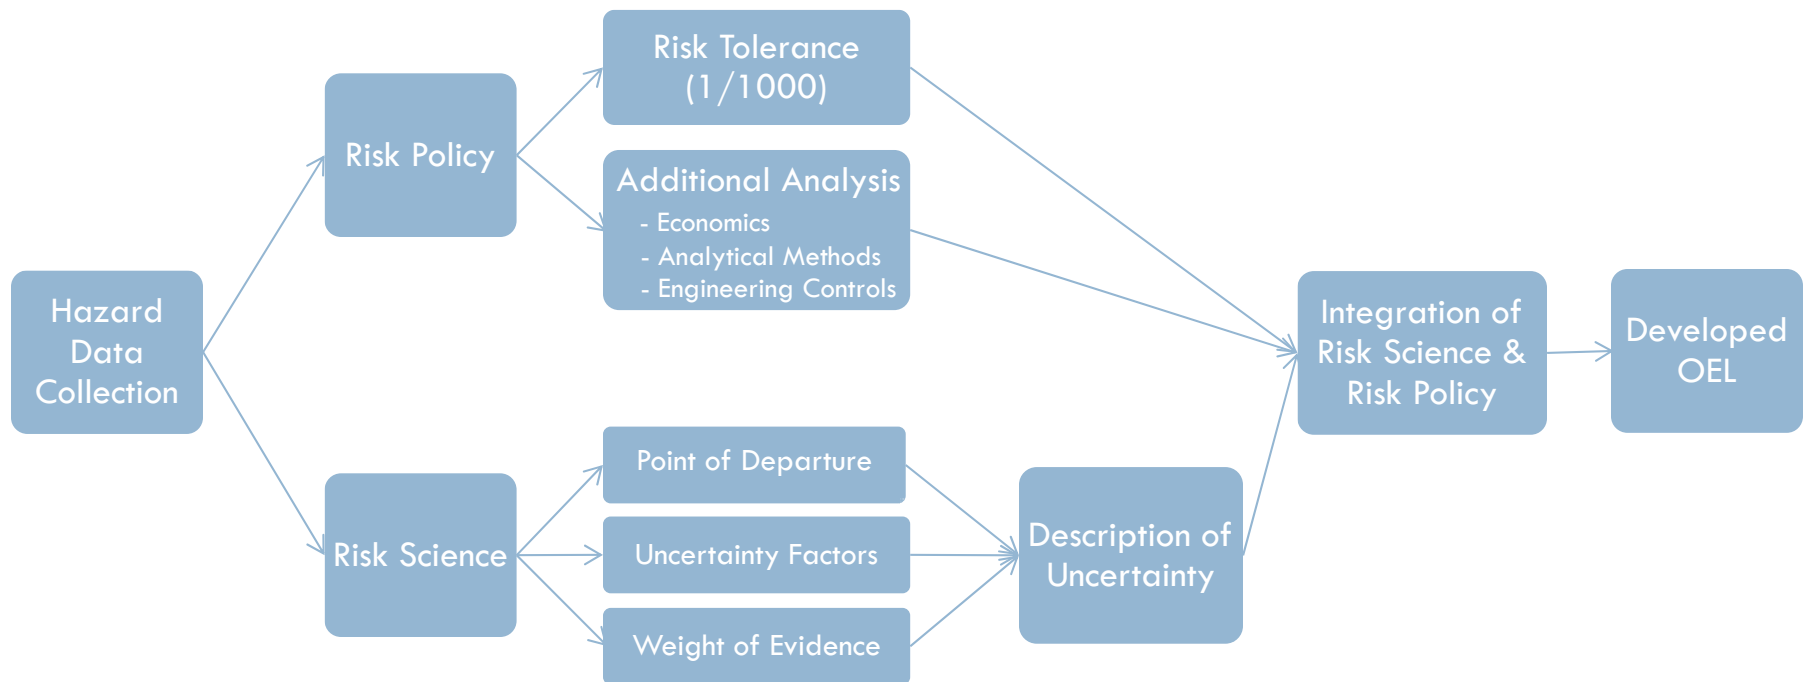 Hazard
Data
Collection
Risk Policy
Risk Tolerance
(1/1000)
Additional Analysis
- Economics
- Analytical Methods
- Engineering Controls
Risk Science
Point of Departure
Uncertainty Factors
Weight of Evidence
Description of
Uncertainty
Integration of
Risk Science &
Risk Policy
Developed
OEL